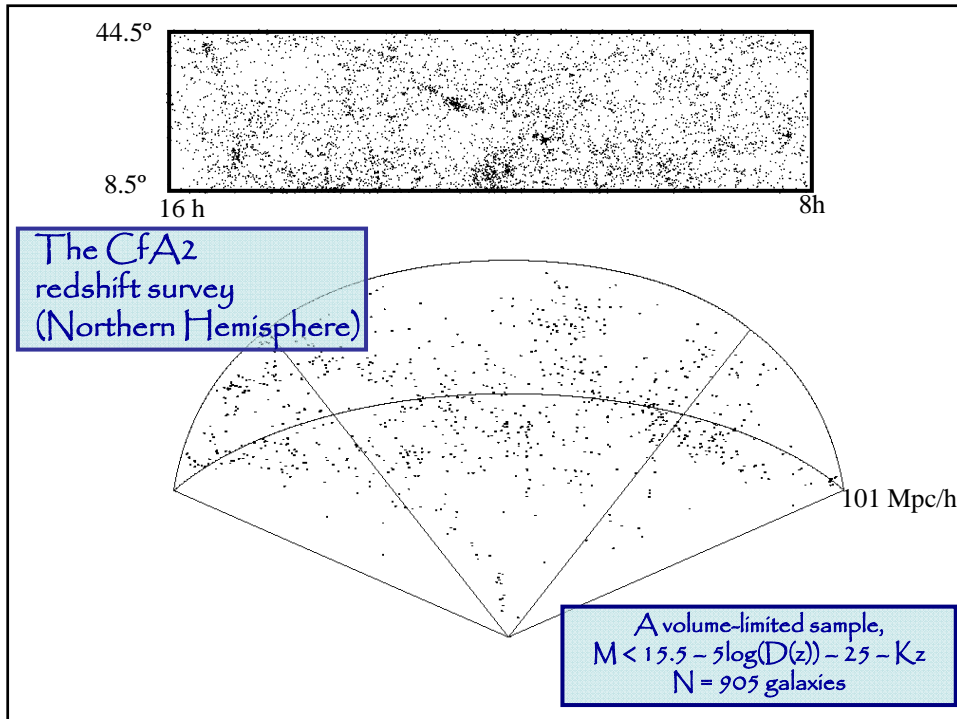 44.5º
8.5º
16 h
8h
The CfA2
redshift survey
(Northern Hemisphere)
101 Mpc/h
A volume-limited sample,
M < 15.5 – 5log(D(z)) – 25 – Kz
N = 905 galaxies